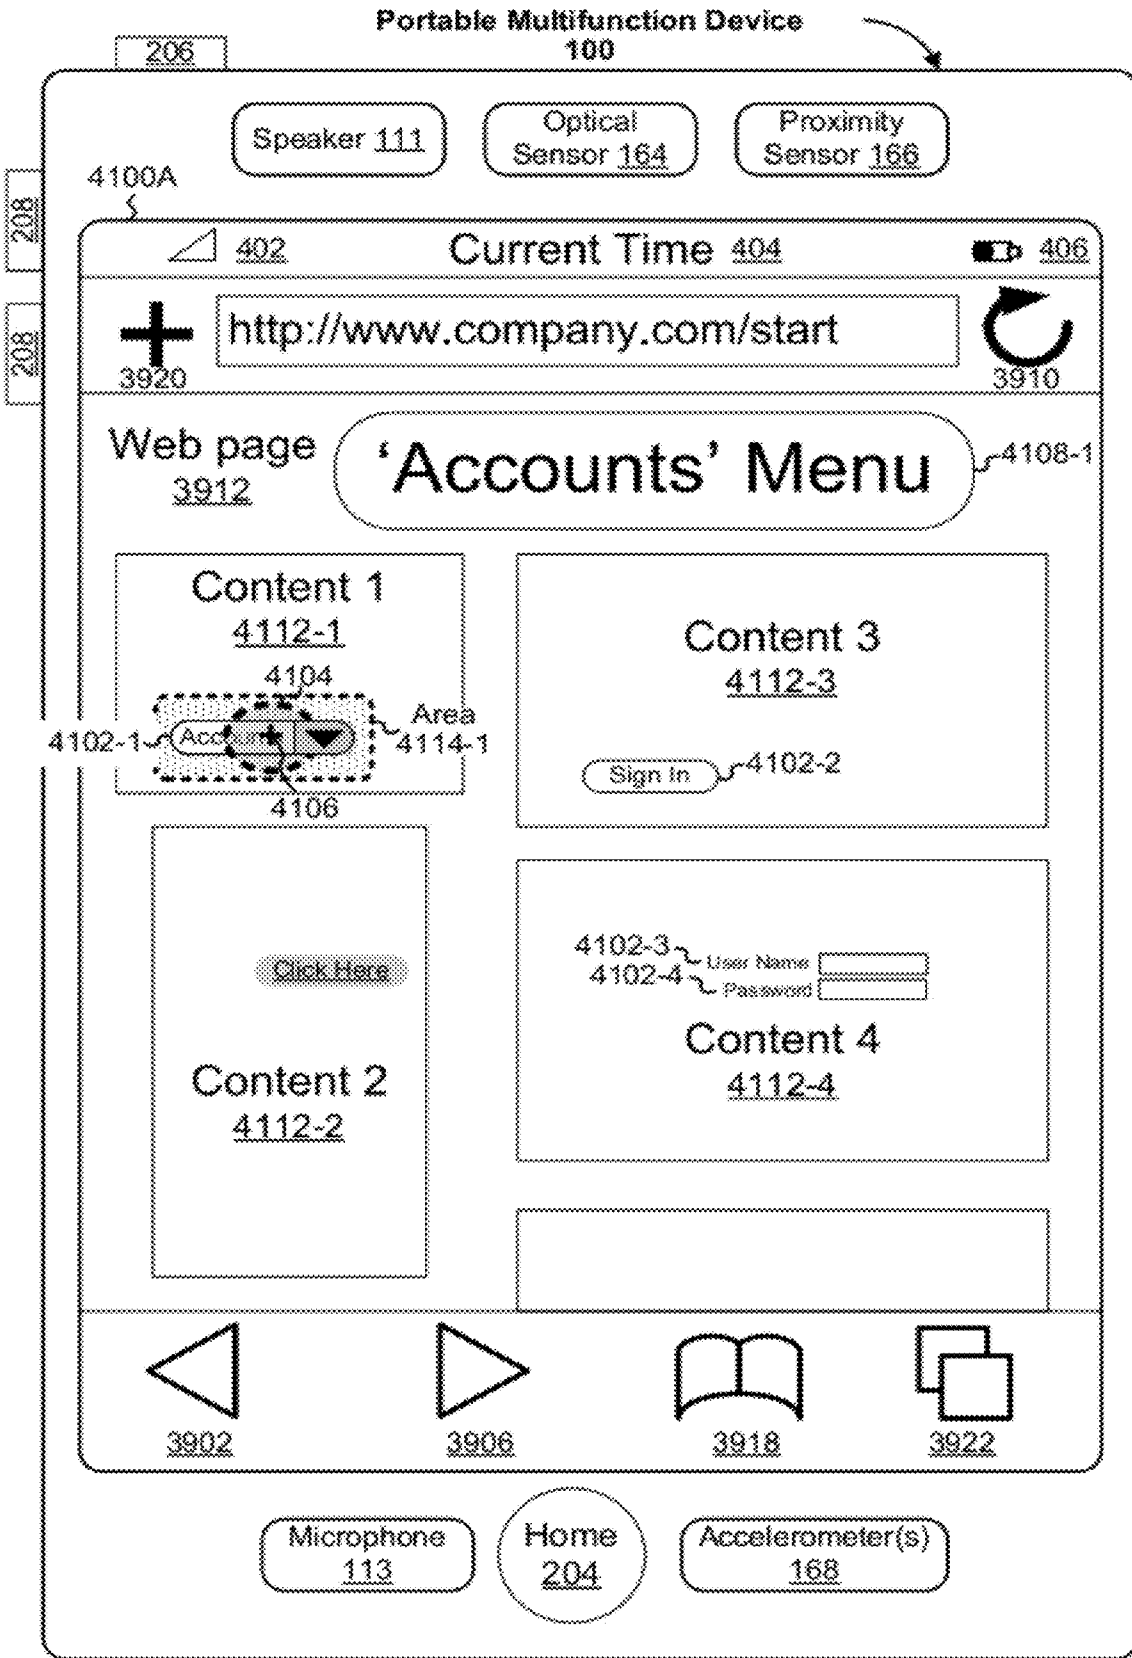 Portable Multifunction Device
100
206
Speaker 111
Optical
Sensor 164
Proximity
Sensor 166
4100A
208
208
402
Current Time 404
406
http://www.company.com/start
3920
3910
Web page
3912
'Accounts' Menu
4108-1
Content 1
4112-1
4104
4102-1
Area
4114-1
4106
Content 3
4112-3
Sign In
4102-2
Click Here
Content 2
4112-2
4102-3
User Name
4102-4
Password
Content 4
4112-4
3902
3906
3918
3922
Microphone
113
Home
204
Accelerometer(s)
168